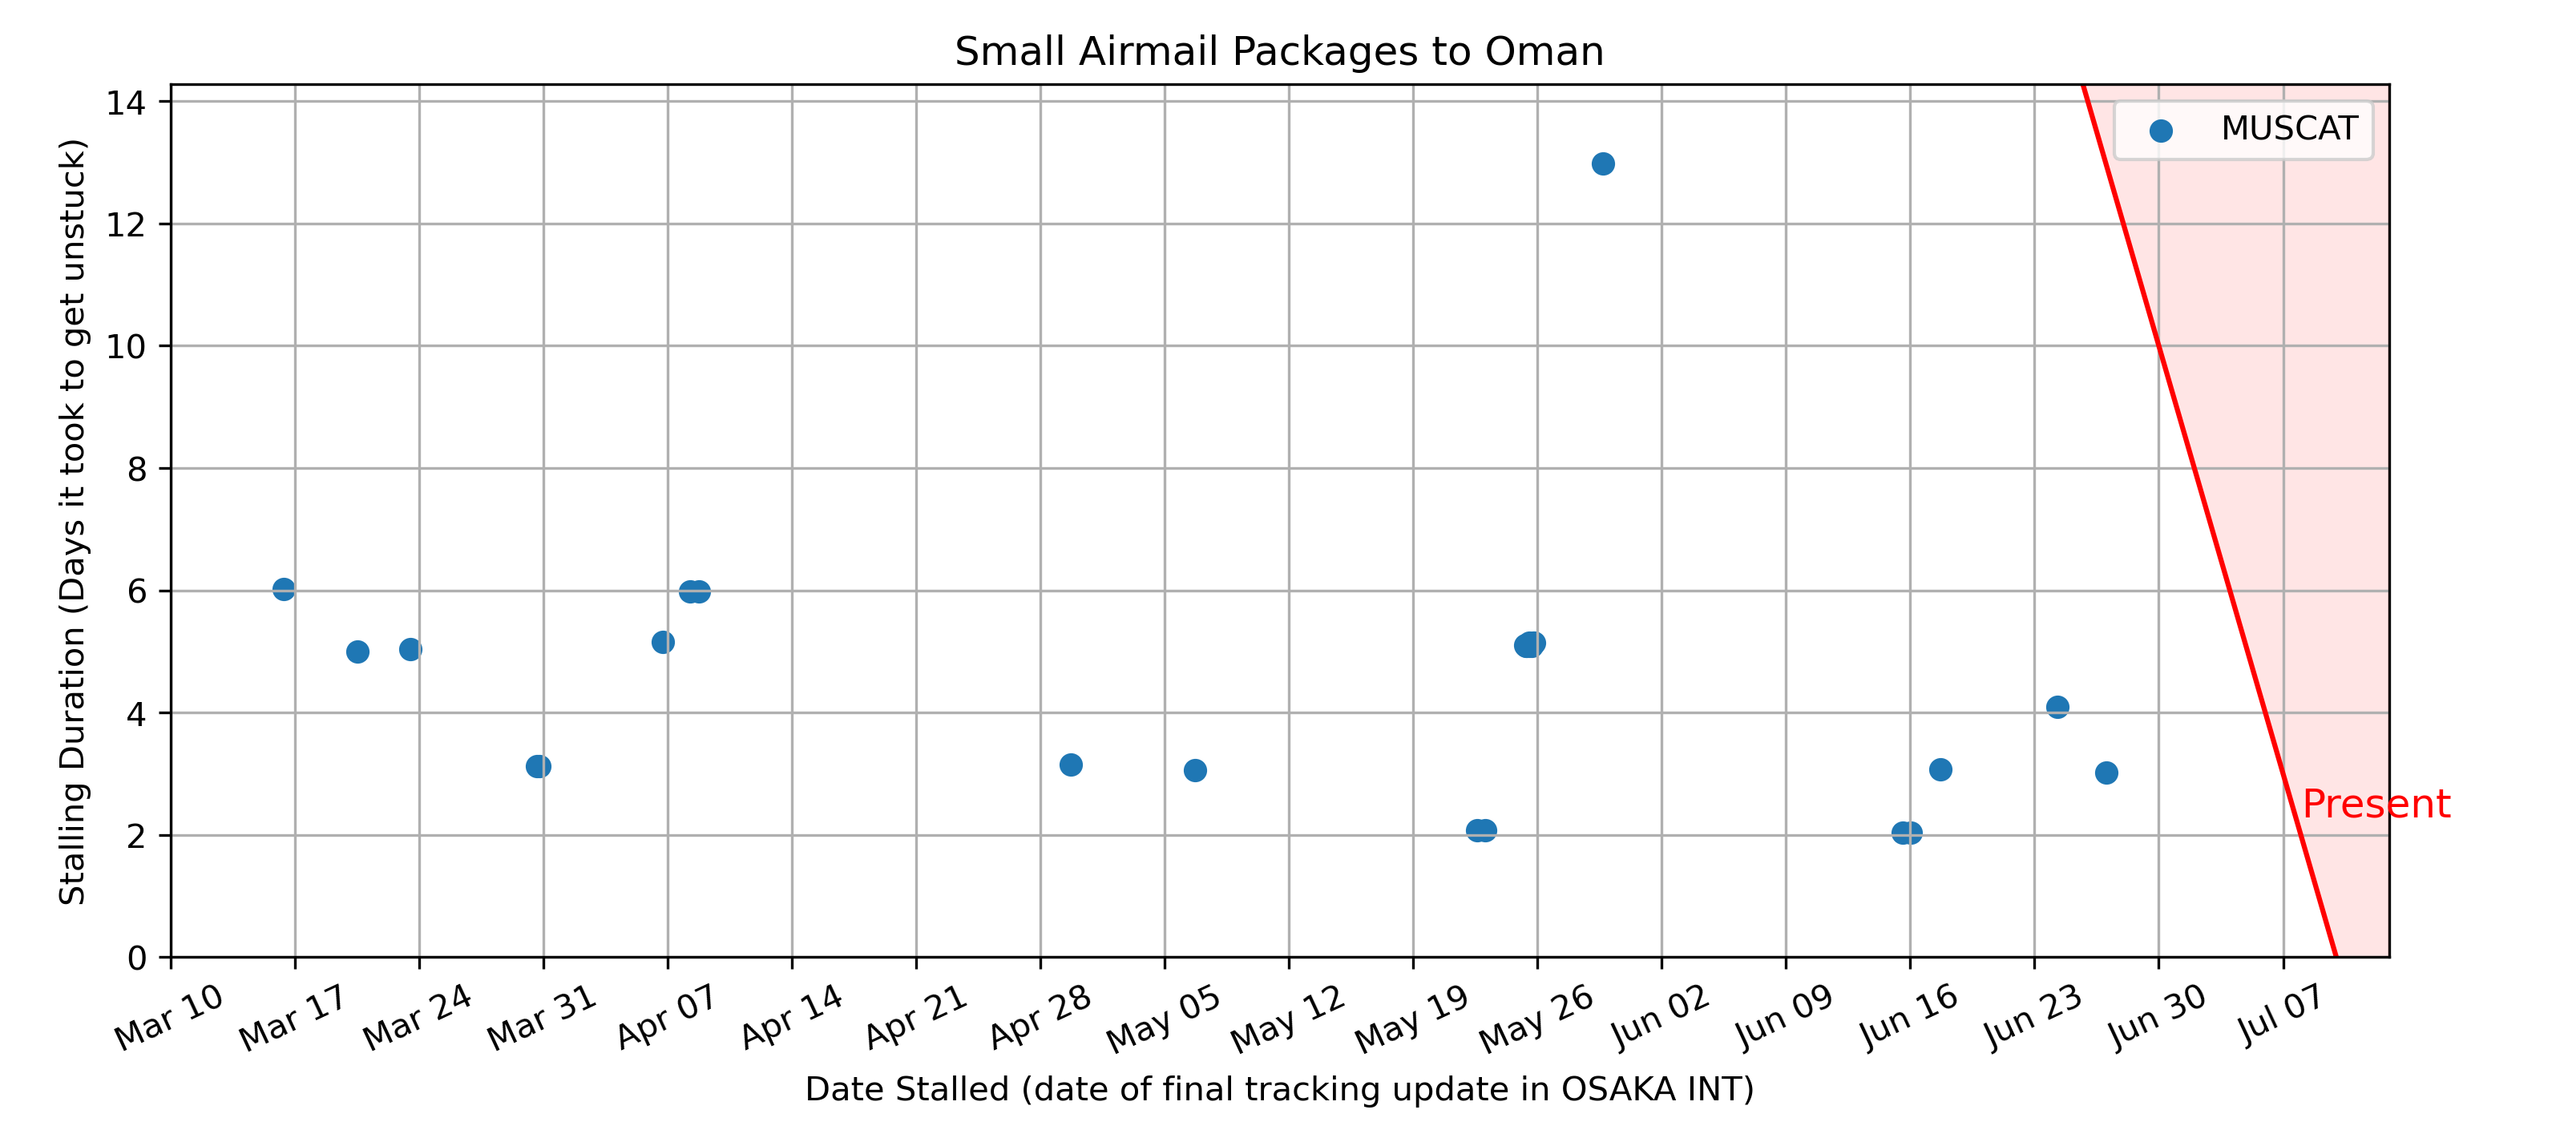 Small Airmail Packages to Oman
Stalling Duration (Days it took to get unstuck)
14
12
10
8
6
4
2
0
MUSCAT
Present
Mar 10
Mar 17
Mar 24
Mar 31
Apr 07
Apr 14
Apr 21
Apr 28
May 05
May 12
May 19
May 26
Jun 02
Jun 09
Jun 16
Jun 23
Jun 30
Jul 07
Date Stalled (date of final tracking update in OSAKA INT)